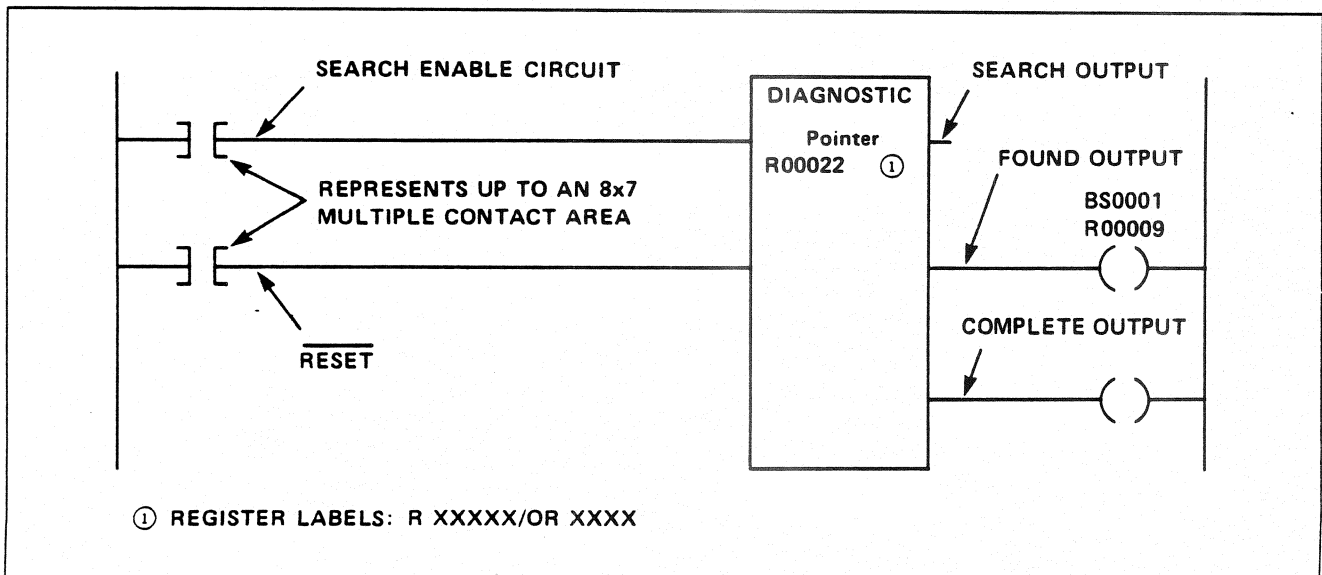 SEARCH ENABLE CIRCUIT
SEARCH OUTPUT
DIAGNOSTIC
Pointer
R00022 ①
FOUND OUTPUT
REPRESENTS UP TO AN 8x7
MULTIPLE CONTACT AREA
BS0001
R00009
COMPLETE OUTPUT
RESET
① REGISTER LABELS: R XXXXX/OR XXXX